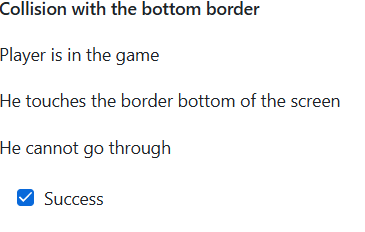 Collision with the bottom border
Player is in the game
He touches the border bottom of the screen
He cannot go through
Success